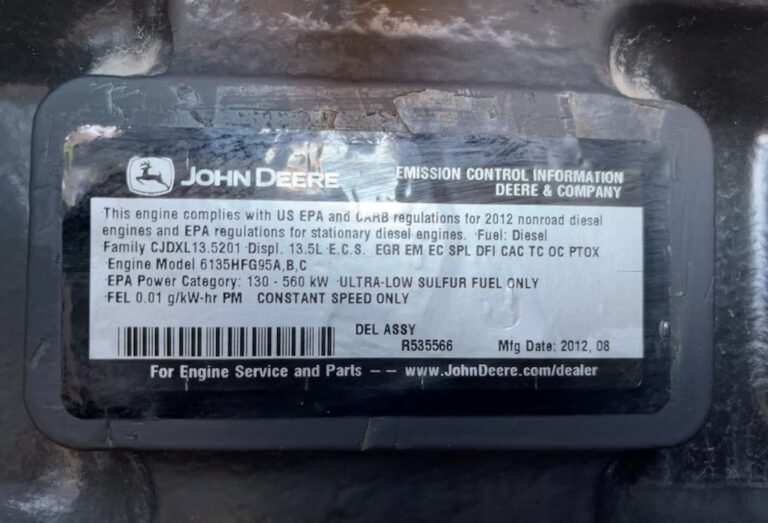 JOHN DEERE
EMISSION CONTROL INFORMATION
DEERE & COMPANY
This engine complies with US EPA and CARB regulations for 2012 nonroad diesel
engines and EPA regulations for stationary diesel engines. Fuel: Diesel
Family CJDXL13.5201 Displ. 13.5L E.C.S. EGR EM EC SPL DFI CAC TC OC PTOX
Engine Model 6135HFG95A,B,C
EPA Power Category: 130 - 560 kW ULTRA-LOW SULFUR FUEL ONLY
FEL 0.01 g/kW-hr PM CONSTANT SPEED ONLY
DEL ASSY
R535566 Mfg Date: 2012, 08
For Engine Service and Parts -- www.JohnDeere.com/dealer